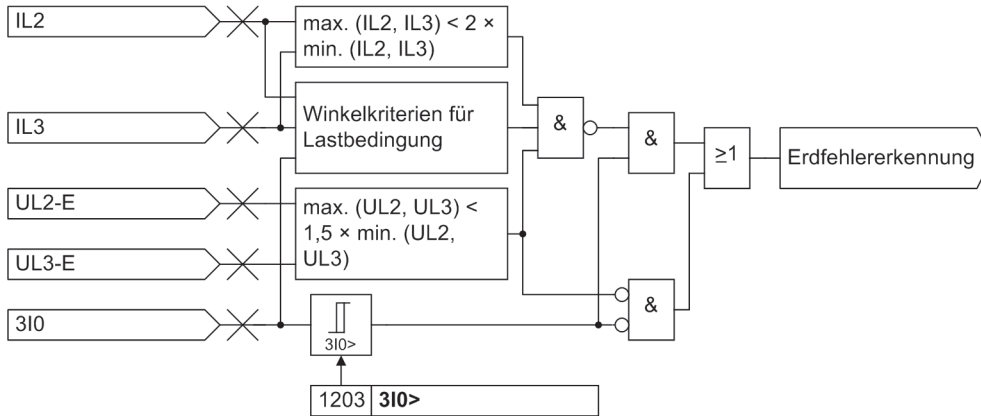 IL2
max. (IL2, IL3) < 2 ×
min. (IL2, IL3)
IL3
Winkelkriterien für
Lastbedingung
&
&
≥1
Erdfehlererkennung
UL2-E
UL3-E
max. (UL2, UL3) <
1,5 × min. (UL2,
UL3)
&
3I0
3I0>
1203 3I0>